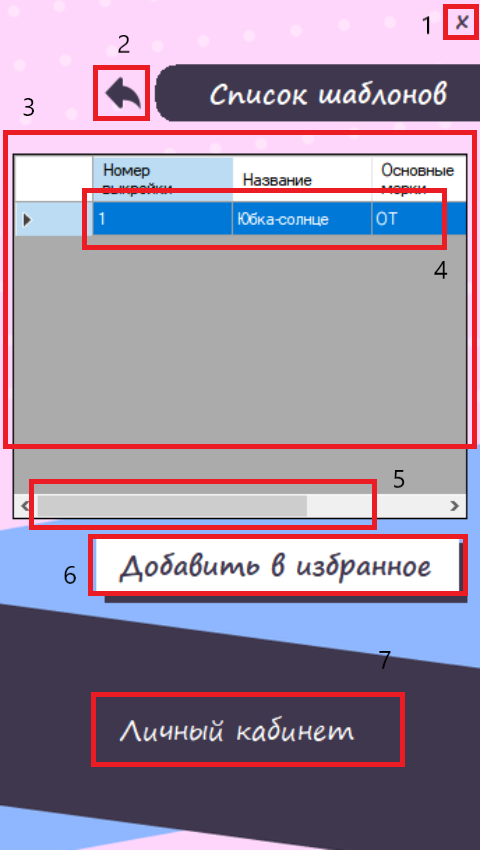 1
2
Список шаблонов
3
Номер выкройки
Название
Основные мерки
1 Юбка-солнце ОТ
4
5
Добавить в избранное
6
7
Личный кабинет